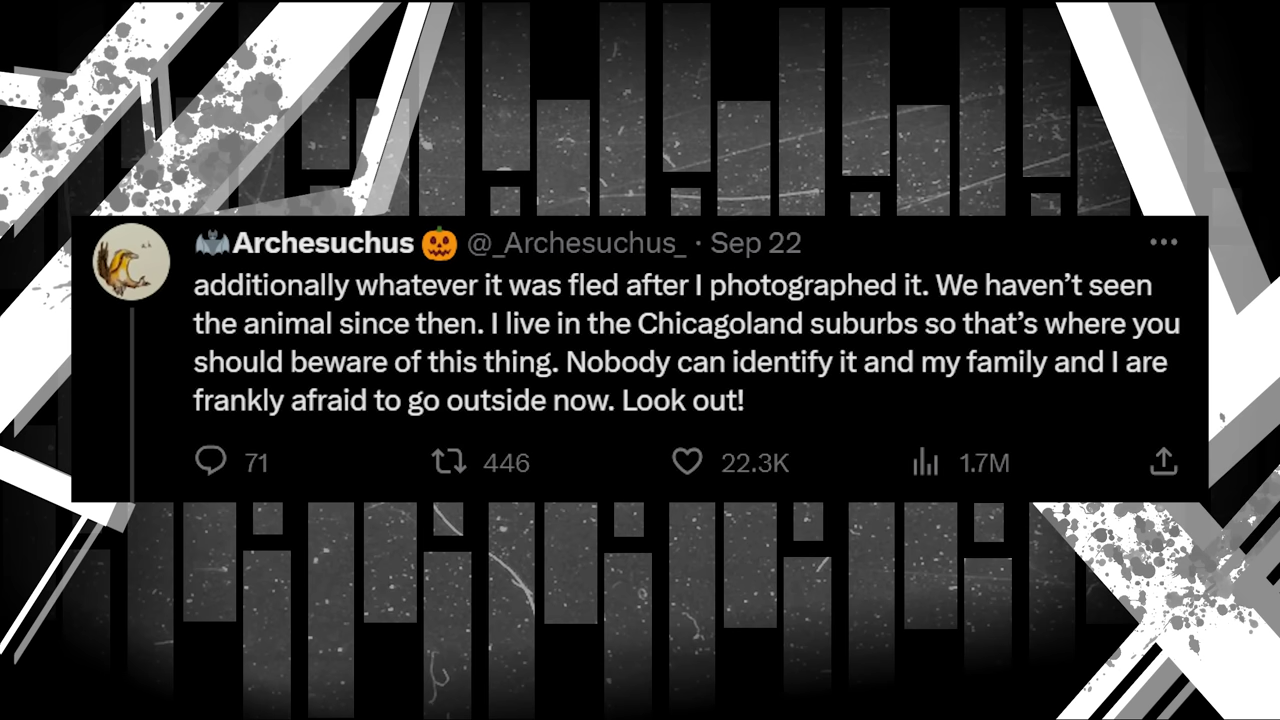 🦇Archesuchus 🎃 @_Archesuchus_ · Sep 22
additionally whatever it was fled after I photographed it. We haven’t seen
the animal since then. I live in the Chicagoland suburbs so that’s where you
should beware of this thing. Nobody can identify it and my family and I are
frankly afraid to go outside now. Look out!
71 446 22.3K 1.7M